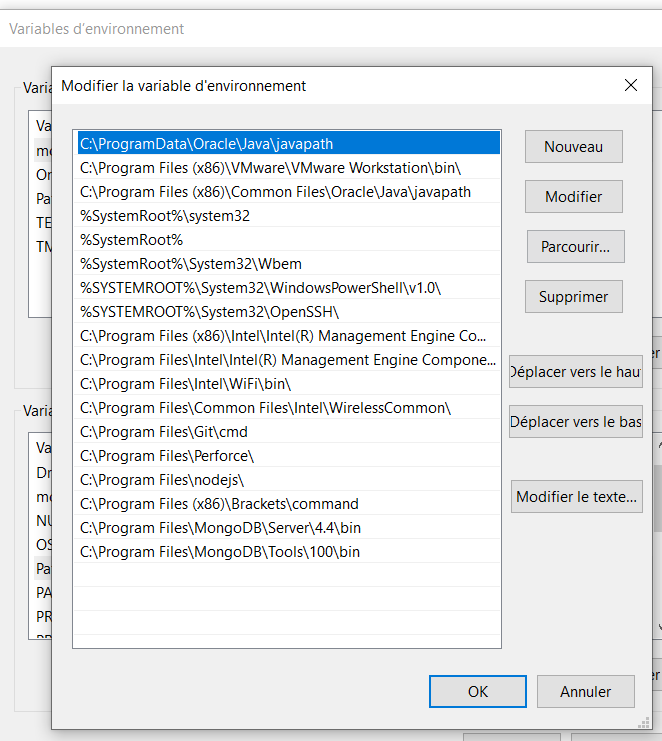 Variables d'environnement
Modifier la variable d'environnement
C:\ProgramData\Oracle\Java\javapath
C:\Program Files (x86)\VMware\VMware Workstation\bin\
C:\Program Files (x86)\Common Files\Oracle\Java\javapath
%SystemRoot%\system32
%SystemRoot%
%SystemRoot%\System32\Wbem
%SYSTEMROOT%\System32\WindowsPowerShell\v1.0\
%SYSTEMROOT%\System32\OpenSSH\
C:\Program Files (x86)\Intel\Intel(R) Management Engine Co...
C:\Program Files\Intel\Intel(R) Management Engine Compone...
C:\Program Files\Intel\WiFi\bin\
C:\Program Files\Common Files\Intel\WirelessCommon\
C:\Program Files\Git\cmd
C:\Program Files\Perforce\
C:\Program Files\nodejs\
C:\Program Files (x86)\Brackets\command
C:\Program Files\MongoDB\Server\4.4\bin
C:\Program Files\MongoDB\Tools\100\bin
Nouveau
Modifier
Parcourir...
Supprimer
Déplacer vers le hau
Déplacer vers le bas
Modifier le texte...
OK
Annuler
Varia
Va
mo
Or
Pa
TE
TM
Varia
Va
Dr
mo
NU
OS
Pat
PA
PR